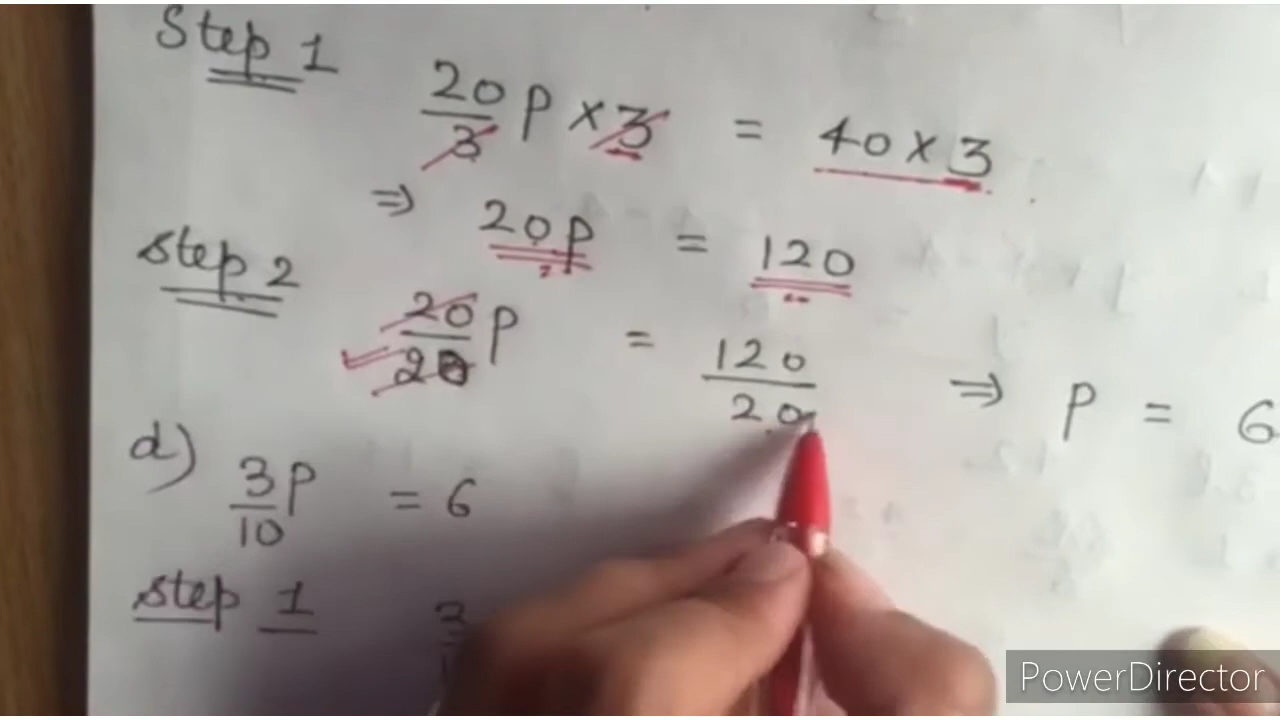 Step 1
20/3 P × 3 = 40 × 3
⇒ 20P = 120
Step 2
20/20 P = 120/20 ⇒ P = 6
d) 3/10 P = 6
Step 1
PowerDirector